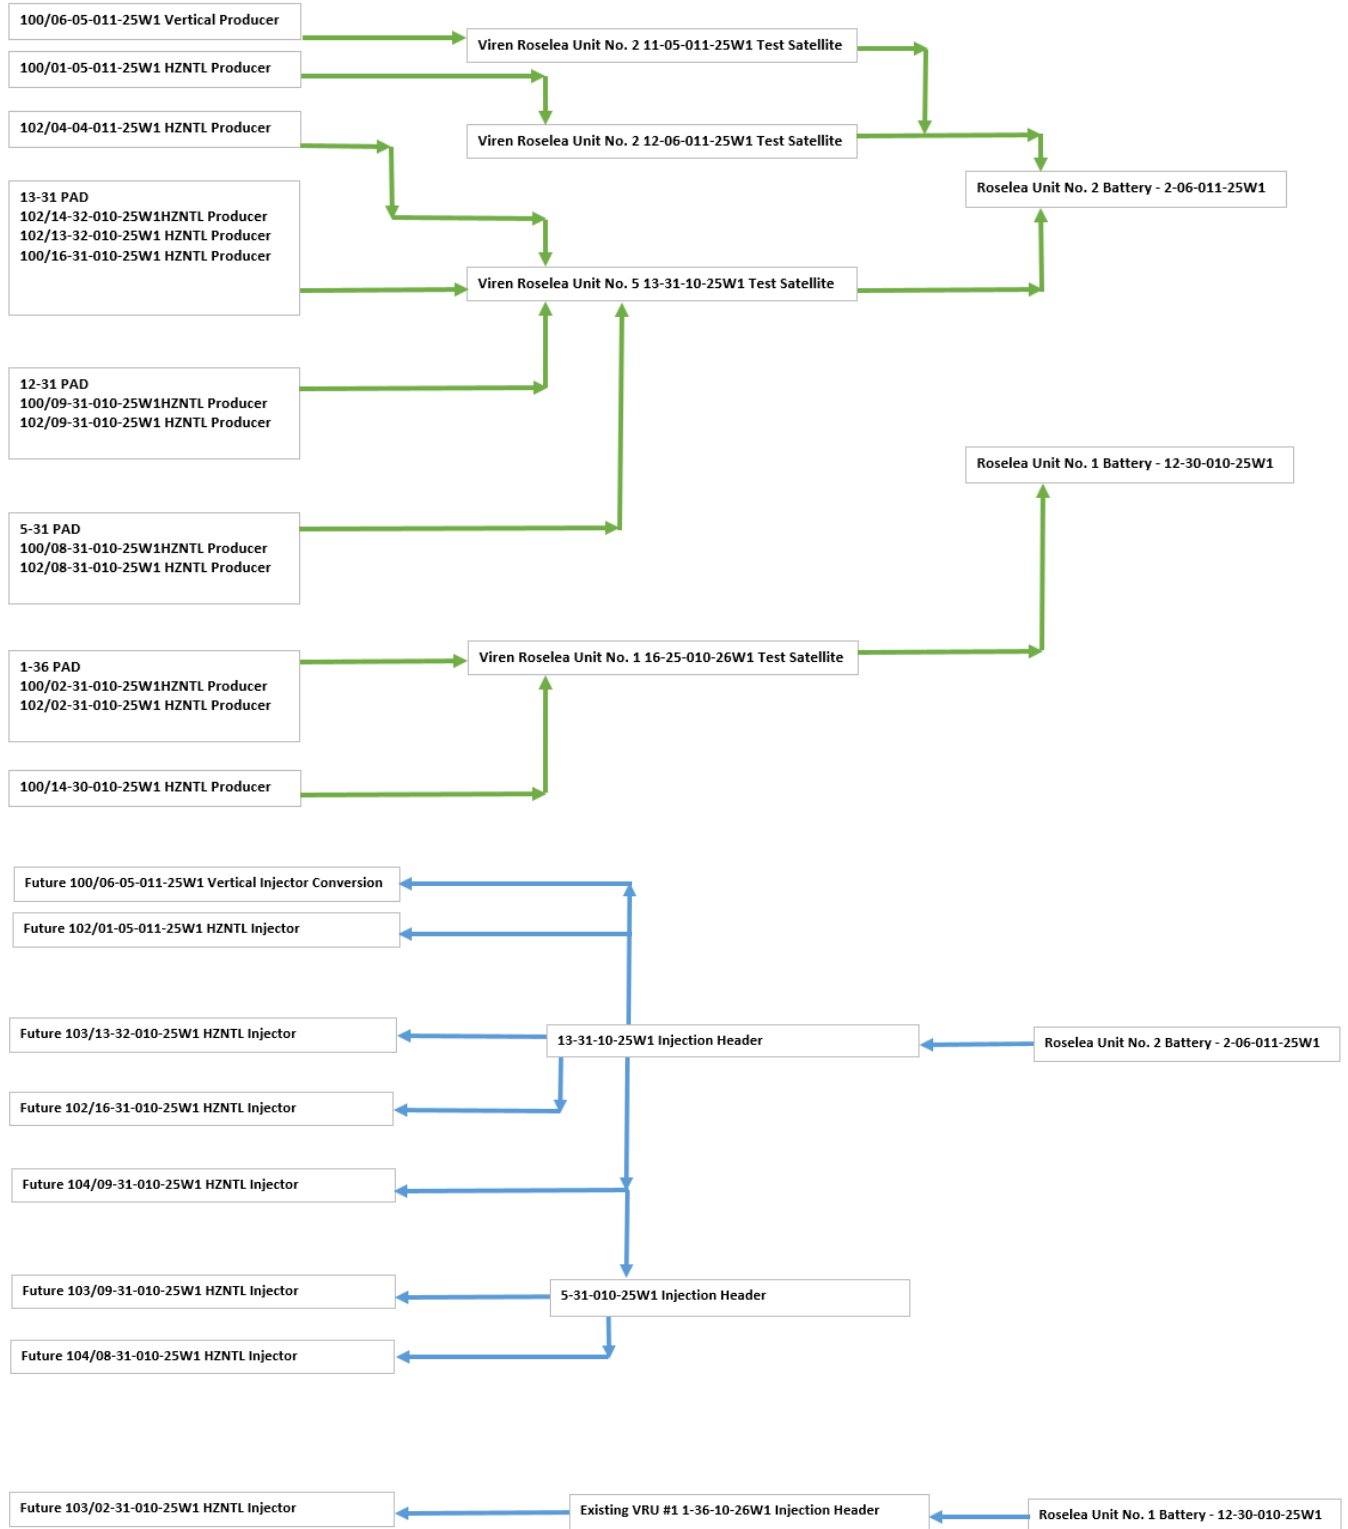 100/06-05-011-25W1 Vertical Producer
Viren Roselea Unit No. 2 11-05-011-25W1 Test Satellite
100/01-05-011-25W1 HZNTL Producer
102/04-04-011-25W1 HZNTL Producer
Viren Roselea Unit No. 2 12-06-011-25W1 Test Satellite
Roselea Unit No. 2 Battery - 2-06-011-25W1
13-31 PAD
102/14-32-010-25W1HZNTL Producer
102/13-32-010-25W1 HZNTL Producer
100/16-31-010-25W1 HZNTL Producer
Viren Roselea Unit No. 5 13-31-10-25W1 Test Satellite
12-31 PAD
100/09-31-010-25W1HZNTL Producer
102/09-31-010-25W1 HZNTL Producer
Roselea Unit No. 1 Battery - 12-30-010-25W1
5-31 PAD
100/08-31-010-25W1HZNTL Producer
102/08-31-010-25W1 HZNTL Producer
Viren Roselea Unit No. 1 16-25-010-26W1 Test Satellite
1-36 PAD
100/02-31-010-25W1HZNTL Producer
102/02-31-010-25W1 HZNTL Producer
100/14-30-010-25W1 HZNTL Producer
Future 100/06-05-011-25W1 Vertical Injector Conversion
Future 102/01-05-011-25W1 HZNTL Injector
Future 103/13-32-010-25W1 HZNTL Injector
13-31-10-25W1 Injection Header
Roselea Unit No. 2 Battery - 2-06-011-25W1
Future 102/16-31-010-25W1 HZNTL Injector
Future 104/09-31-010-25W1 HZNTL Injector
Future 103/09-31-010-25W1 HZNTL Injector
5-31-010-25W1 Injection Header
Future 104/08-31-010-25W1 HZNTL Injector
Future 103/02-31-010-25W1 HZNTL Injector
Existing VRU #1 1-36-10-26W1 Injection Header
Roselea Unit No. 1 Battery - 12-30-010-25W1